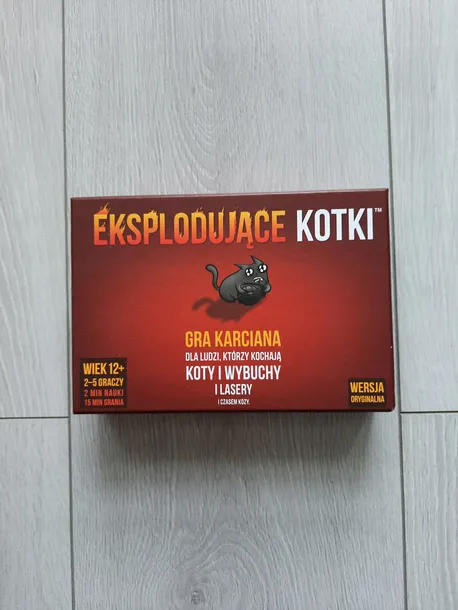 EKSPLODUJĄCE KOTKI™
GRA KARCIANA
DLA LUDZI, KTÓRZY KOCHAJĄ
KOTY I WYBUCHY
I LASERY
I CZASEM KOZY.
WIEK 12+
2–5 GRACZY
2 MIN NAUKI
15 MIN GRANIA
WERSJA
ORYGINALNA